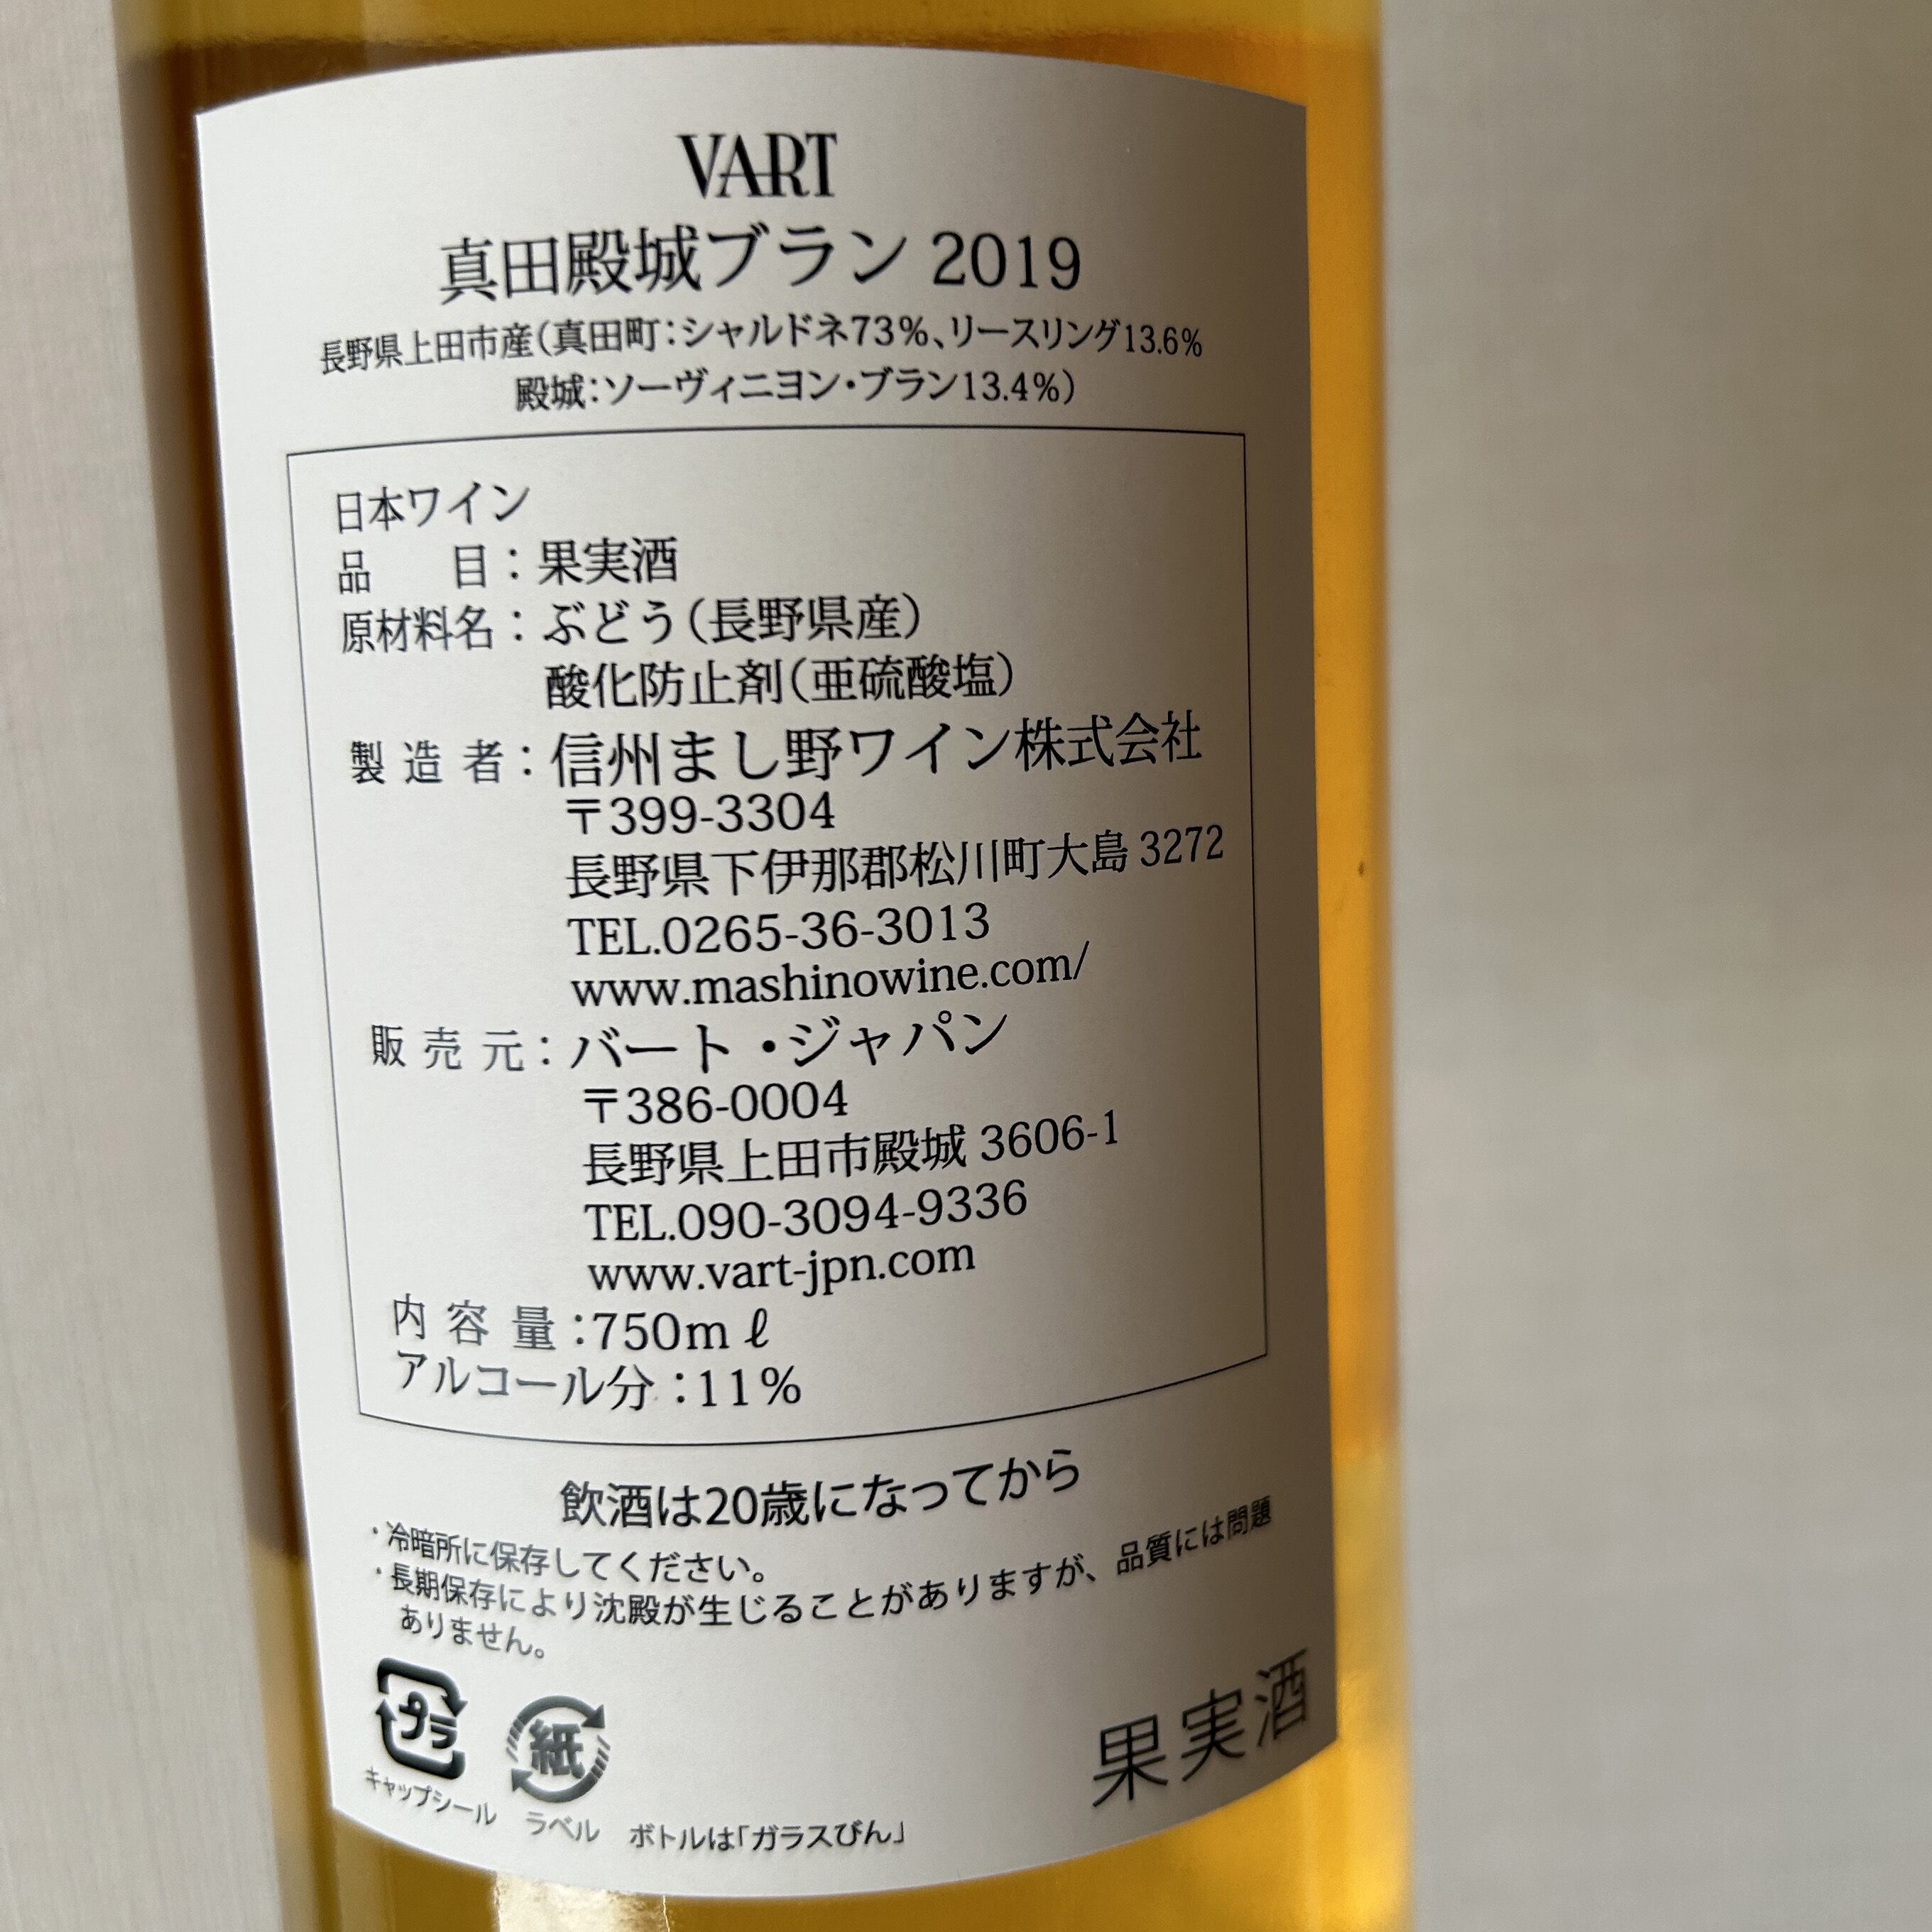 VART
真田殿城ブラン 2019
長野県上田市産（真田町：シャルドネ73%、リースリング13.6%
殿城：ソーヴィニヨン・ブラン13.4%）
日本ワイン
品 目：果実酒
原材料名：ぶどう（長野県産）
酸化防止剤（亜硫酸塩）
製造者：信州まし野ワイン株式会社
〒399-3304
長野県下伊那郡松川町大島 3272
TEL.0265-36-3013
www.mashinowine.com/
販売元：バート・ジャパン
〒386-0004
長野県上田市殿城 3606-1
TEL.090-3094-9336
www.vart-jpn.com
内容量：750mℓ
アルコール分：11%
飲酒は20歳になってから
・冷暗所に保存してください。
・長期保存により沈殿が生じることがありますが、品質には問題
ありません。
プラ 紙
キャップシール ラベル ボトルは「ガラスびん」
果実酒